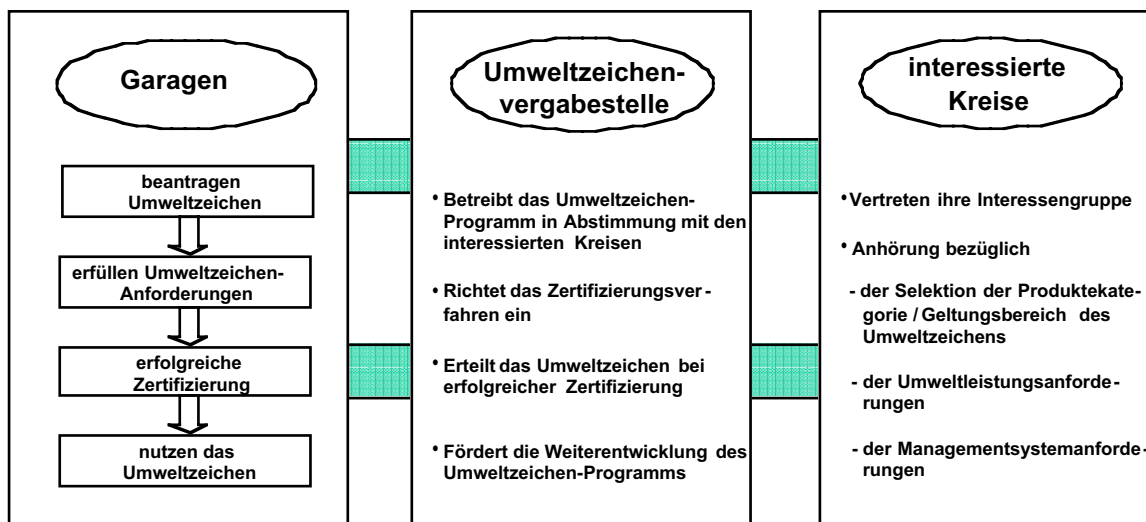 Garagen
beantragen
Umweltzeichen
erfüllen Umweltzeichen-
Anforderungen
erfolgreiche
Zertifizierung
nutzen das
Umweltzeichen
Umweltzeichen-
vergabestelle
• Betreibt das Umweltzeichen-
Programm in Abstimmung mit den
interessierten Kreisen
• Richtet das Zertifizierungsver-
fahren ein
• Erteilt das Umweltzeichen bei
erfolgreicher Zertifizierung
• Fördert die Weiterentwicklung des
Umweltzeichen-Programms
interessierte
Kreise
• Vertreten ihre Interessengruppe
• Anhörung bezüglich
- der Selektion der Produktekate-
gorie / Geltungsbereich des
Umweltzeichens
- der Umweltleistungsanforde-
rungen
- der Managementsystemanforde-
rungen